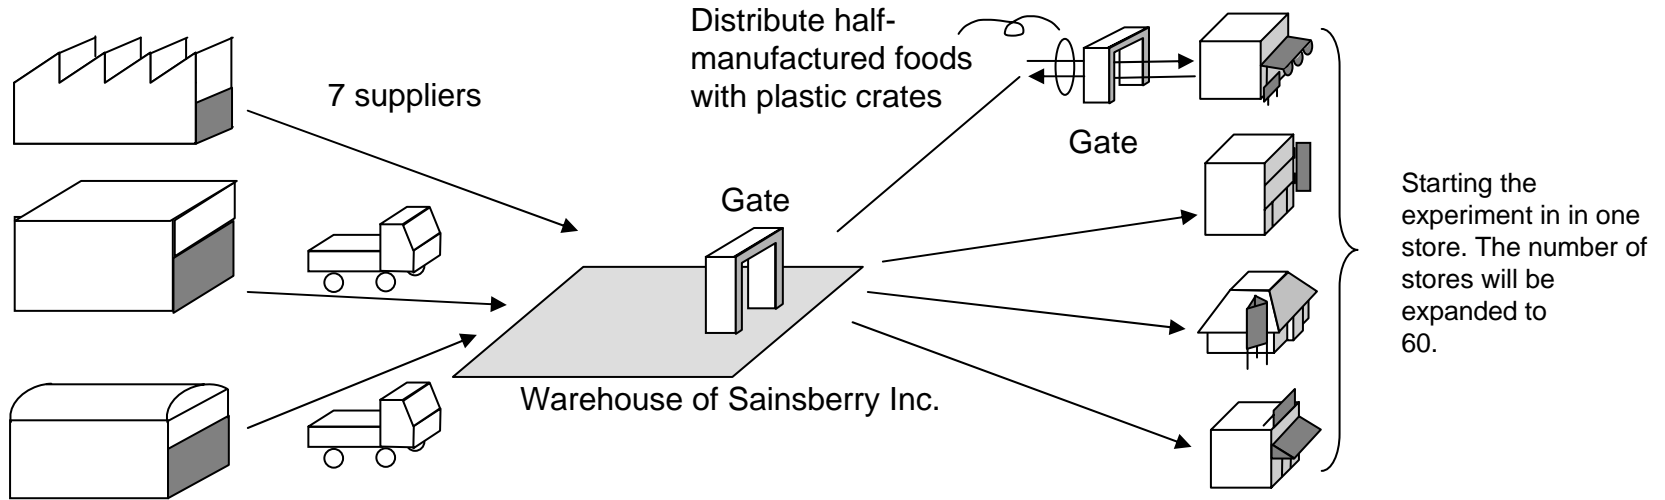 7 suppliers
Distribute half-
manufactured foods
with plastic crates
Gate
Gate
Warehouse of Sainsberry Inc.
Starting the
experiment in in one
store. The number of
stores will be
expanded to
60.